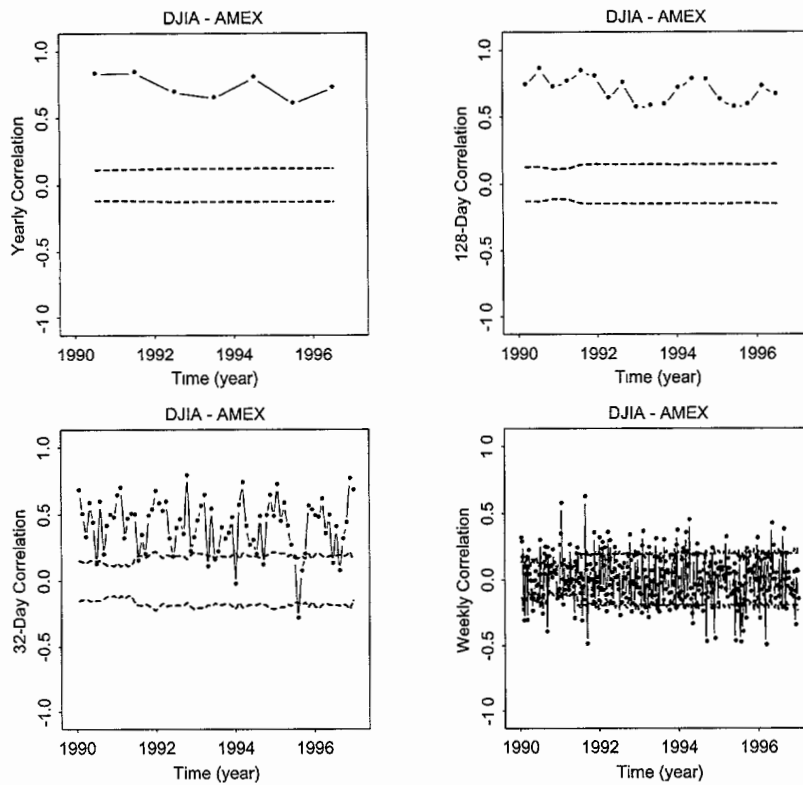 DJIA - AMEX
Yearly Correlation
1.0
0.5
0.0
-0.5
-1 0
1990 1992 1994 1996
Time (year)
DJIA - AMEX
128-Day Correlation
1.0
0.5
0.0
-0.5
-1 0
1990 1992 1994 1996
Time (year)
DJIA - AMEX
32-Day Correlation
1.0
0.5
0.0
-0.5
-1.0
1990 1992 1994 1996
Time (year)
DJIA - AMEX
Weekly Correlation
1.0
0.5
0.0
-0.5
-1 0
1990 1992 1994 1996
Time (year)